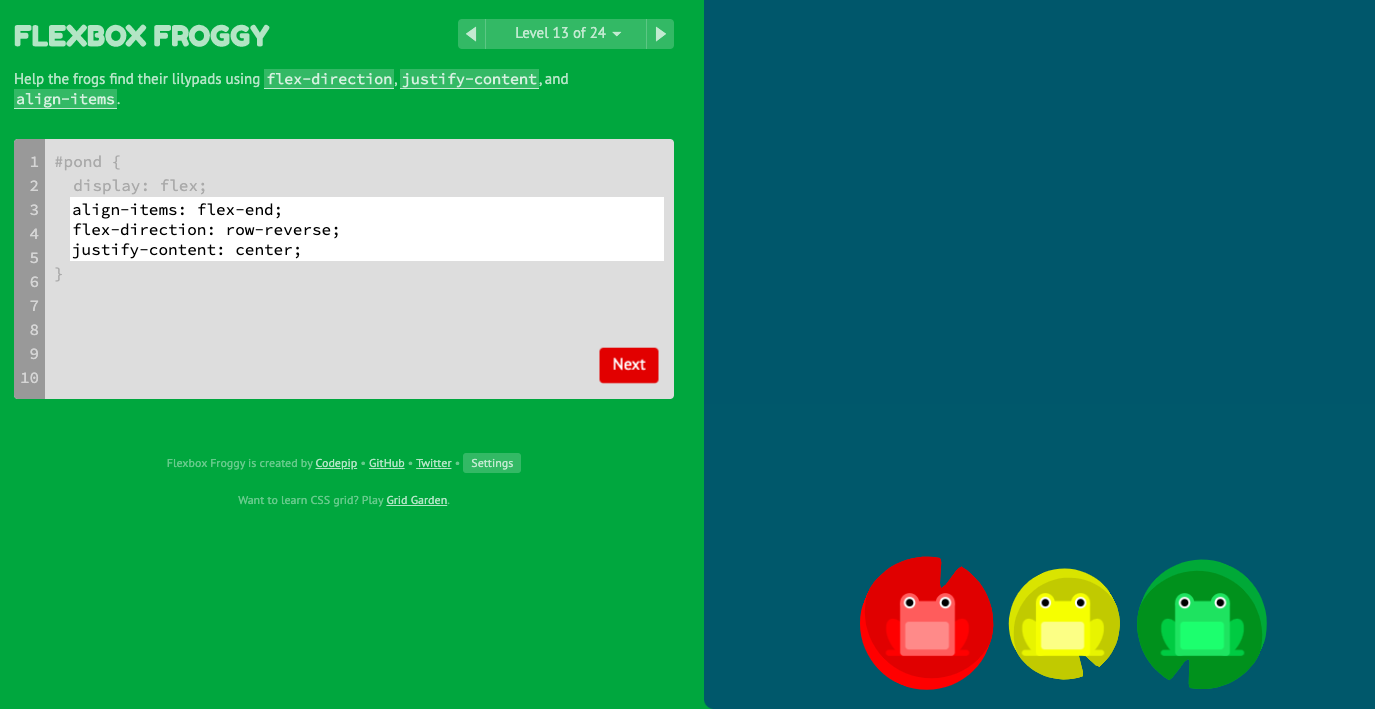 FLEXBOX FROGGY
Level 13 of 24
Help the frogs find their lilypads using flex-direction, justify-content, and
align-items.
1 #pond {
2 display: flex;
3 align-items: flex-end;
4 flex-direction: row-reverse;
5 justify-content: center;
6 }
7
8
9
10
Next
Flexbox Froggy is created by Codepip • GitHub • Twitter • Settings
Want to learn CSS grid? Play Grid Garden.